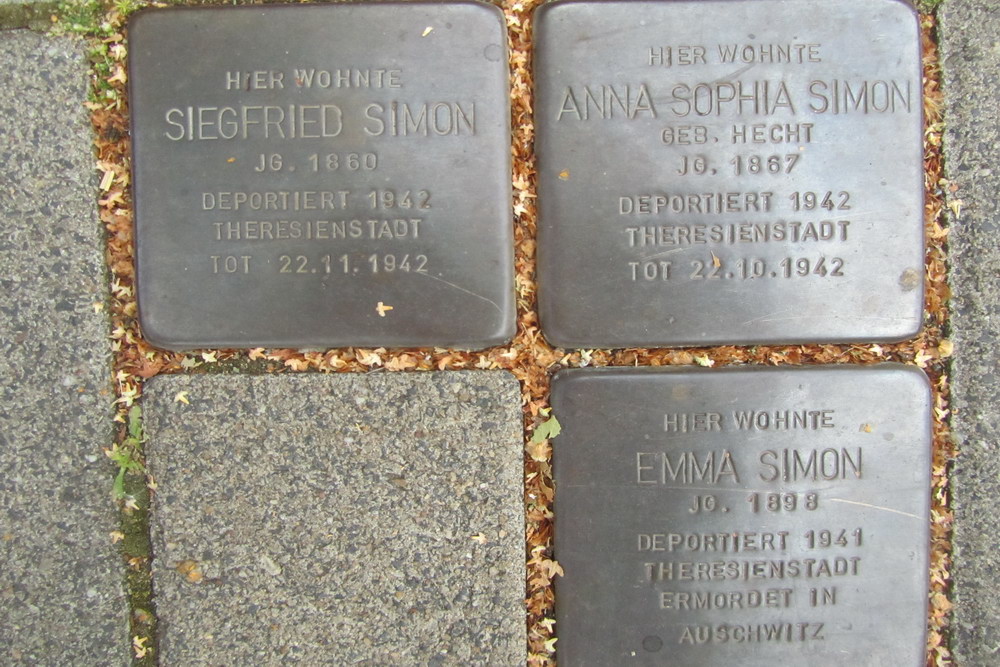 HIER WOHNTE
SIEGFRIED SIMON
JG. 1860
DEPORTIERT 1942
THERESIENSTADT
TOT 22.11.1942
HIER WOHNTE
ANNA SOPHIA SIMON
GEB. HECHT
JG. 1867
DEPORTIERT 1942
THERESIENSTADT
TOT 22.10.1942
HIER WOHNTE
EMMA SIMON
JG. 1898
DEPORTIERT 1941
THERESIENSTADT
ERMORDET IN
AUSCHWITZ